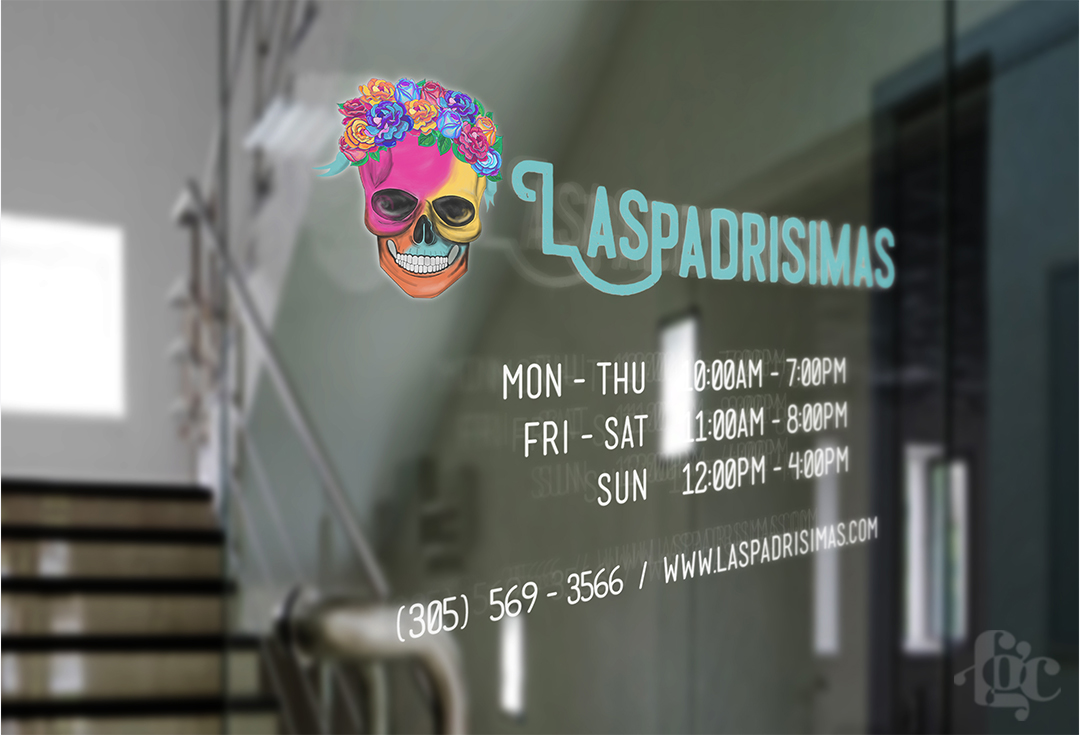 LASPADRISIMAS
MON - THU 10:00AM - 7:00PM
FRI - SAT 11:00AM - 8:00PM
SUN 12:00PM - 4:00PM
(305) 569-3566 / WWW.LASPADRISIMAS.COM
fgc